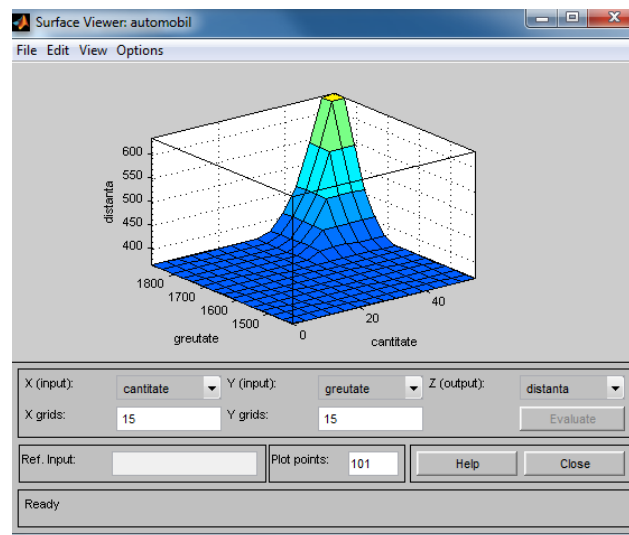 Surface Viewer: automobil
File Edit View Options
600
550
500
450
400
distanta
1800
1700
1600
1500
greutate
0
20
40
cantitate
X (input): cantitate Y (input): greutate Z (output): distanta
X grids: 15 Y grids: 15 Evaluate
Ref. Input: Plot points: 101 Help Close
Ready